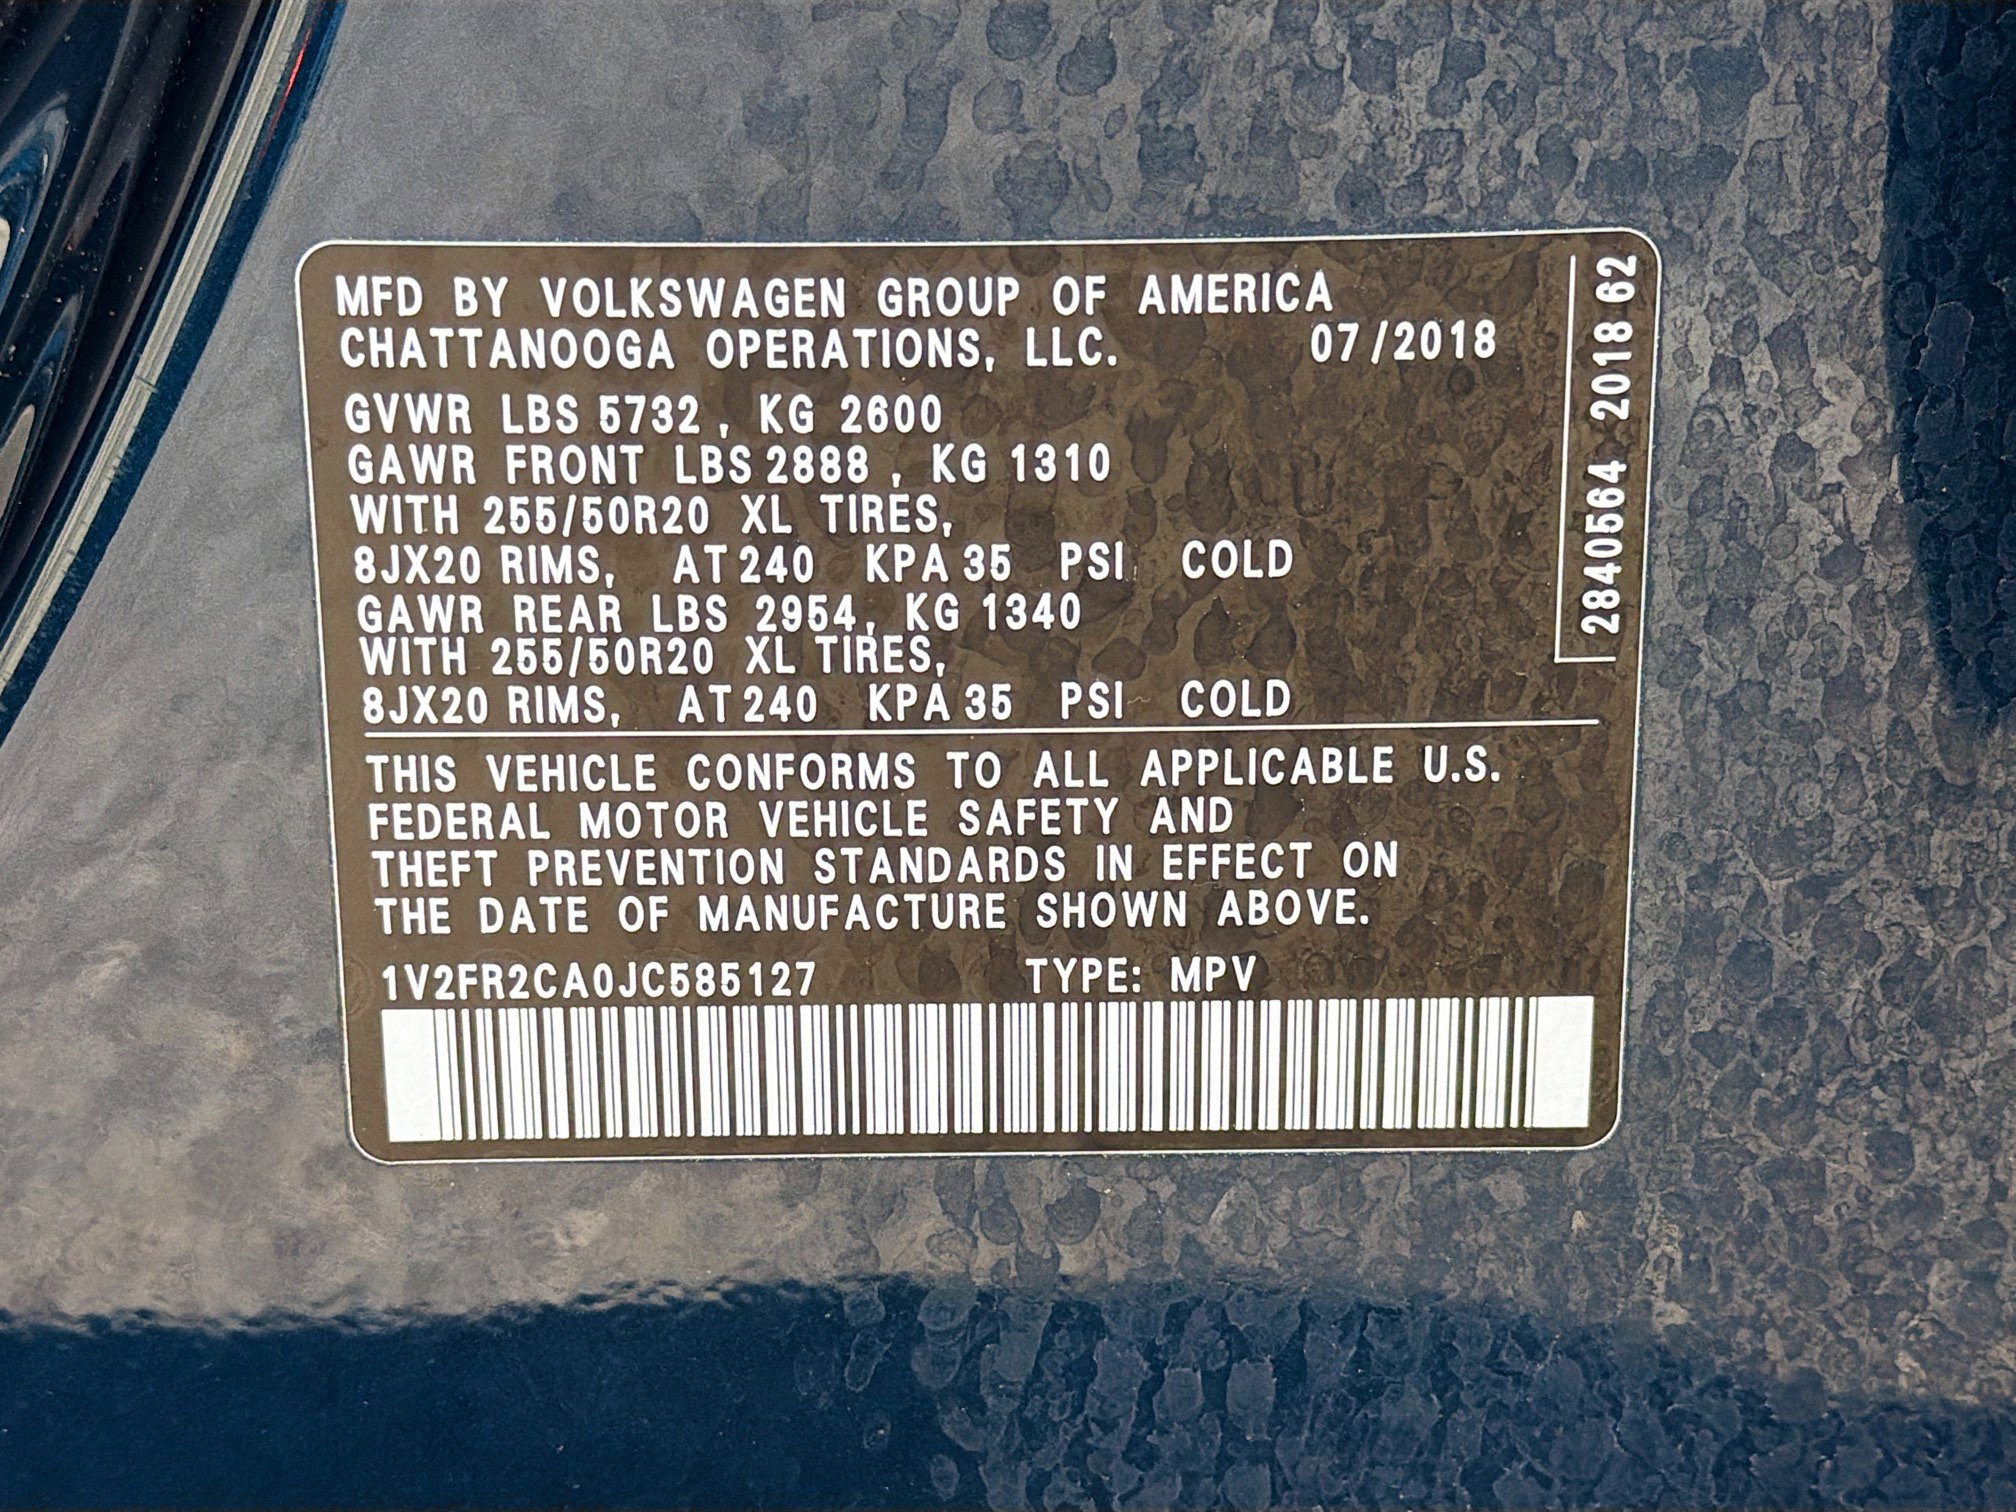 MFD BY VOLKSWAGEN GROUP OF AMERICA
CHATTANOOGA OPERATIONS, LLC. 07/2018
GVWR LBS 5732, KG 2600
GAWR FRONT LBS 2888, KG 1310
WITH 255/50R20 XL TIRES,
8JX20 RIMS, AT 240 KPA 35 PSI COLD
GAWR REAR LBS 2954, KG 1340
WITH 255/50R20 XL TIRES,
8JX20 RIMS, AT 240 KPA 35 PSI COLD
THIS VEHICLE CONFORMS TO ALL APPLICABLE U.S.
FEDERAL MOTOR VEHICLE SAFETY AND
THEFT PREVENTION STANDARDS IN EFFECT ON
THE DATE OF MANUFACTURE SHOWN ABOVE.
1V2FR2CA0JC585127 TYPE: MPV
2840564 2018 62